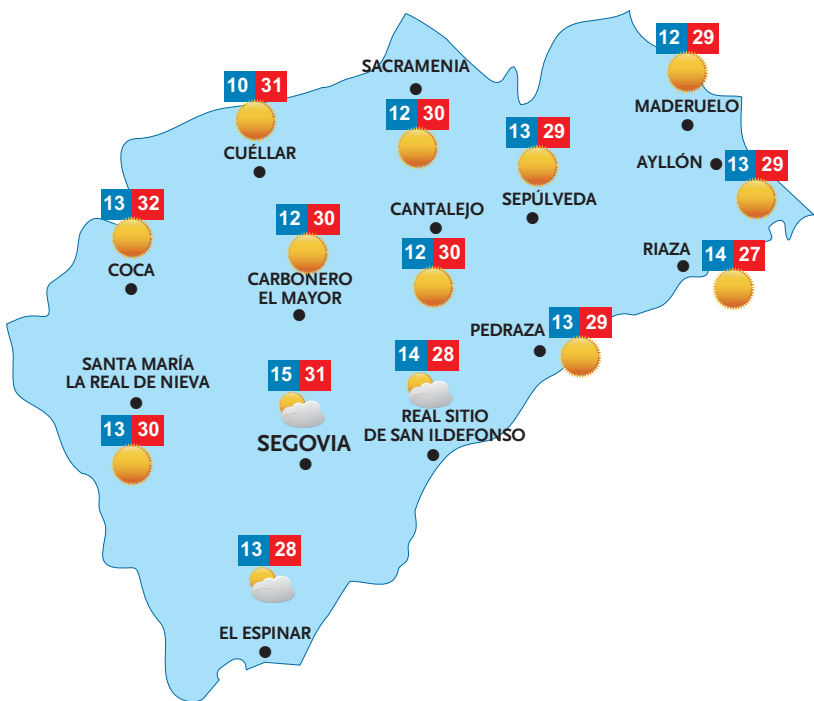 12 29
MADERUELO
SACRAMENIA
12 30
10 31
CUÉLLAR
13 29
SEPÚLVEDA
AYLLÓN 13 29
13 32
COCA
CANTALEJO
12 30
12 30
CARBONERO
EL MAYOR
RIAZA 14 27
PEDRAZA 13 29
SANTA MARÍA
LA REAL DE NIEVA
13 30
15 31
SEGOVIA
14 28
REAL SITIO
DE SAN ILDEFONSO
13 28
EL ESPINAR